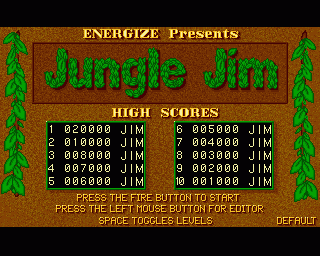 ENERGIZE Presents
Jungle Jim
HIGH SCORES
1 020000 JIM
2 010000 JIM
3 008000 JIM
4 007000 JIM
5 006000 JIM
6 005000 JIM
7 004000 JIM
8 003000 JIM
9 002000 JIM
10 001000 JIM
PRESS THE FIRE BUTTON TO START
PRESS THE LEFT MOUSE BUTTON FOR EDITOR
SPACE TOGGLES LEVELS
DEFAULT